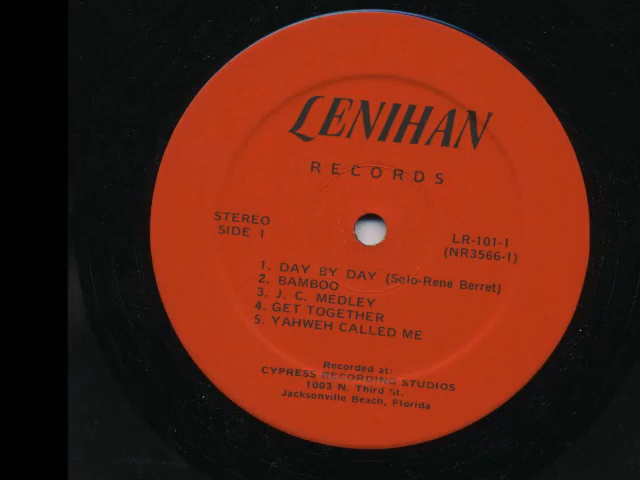 LENIHAN
RECORDS
STEREO
SIDE 1
LR-101-1
(NR3566-1)
1. DAY BY DAY (Solo-Rene Berret)
2. BAMBOO
3. J. C. MEDLEY
4. GET TOGETHER
5. YAHWEH CALLED ME
Recorded at:
CYPRESS RECORDING STUDIOS
1003 N. Third St.
Jacksonville Beach, Florida